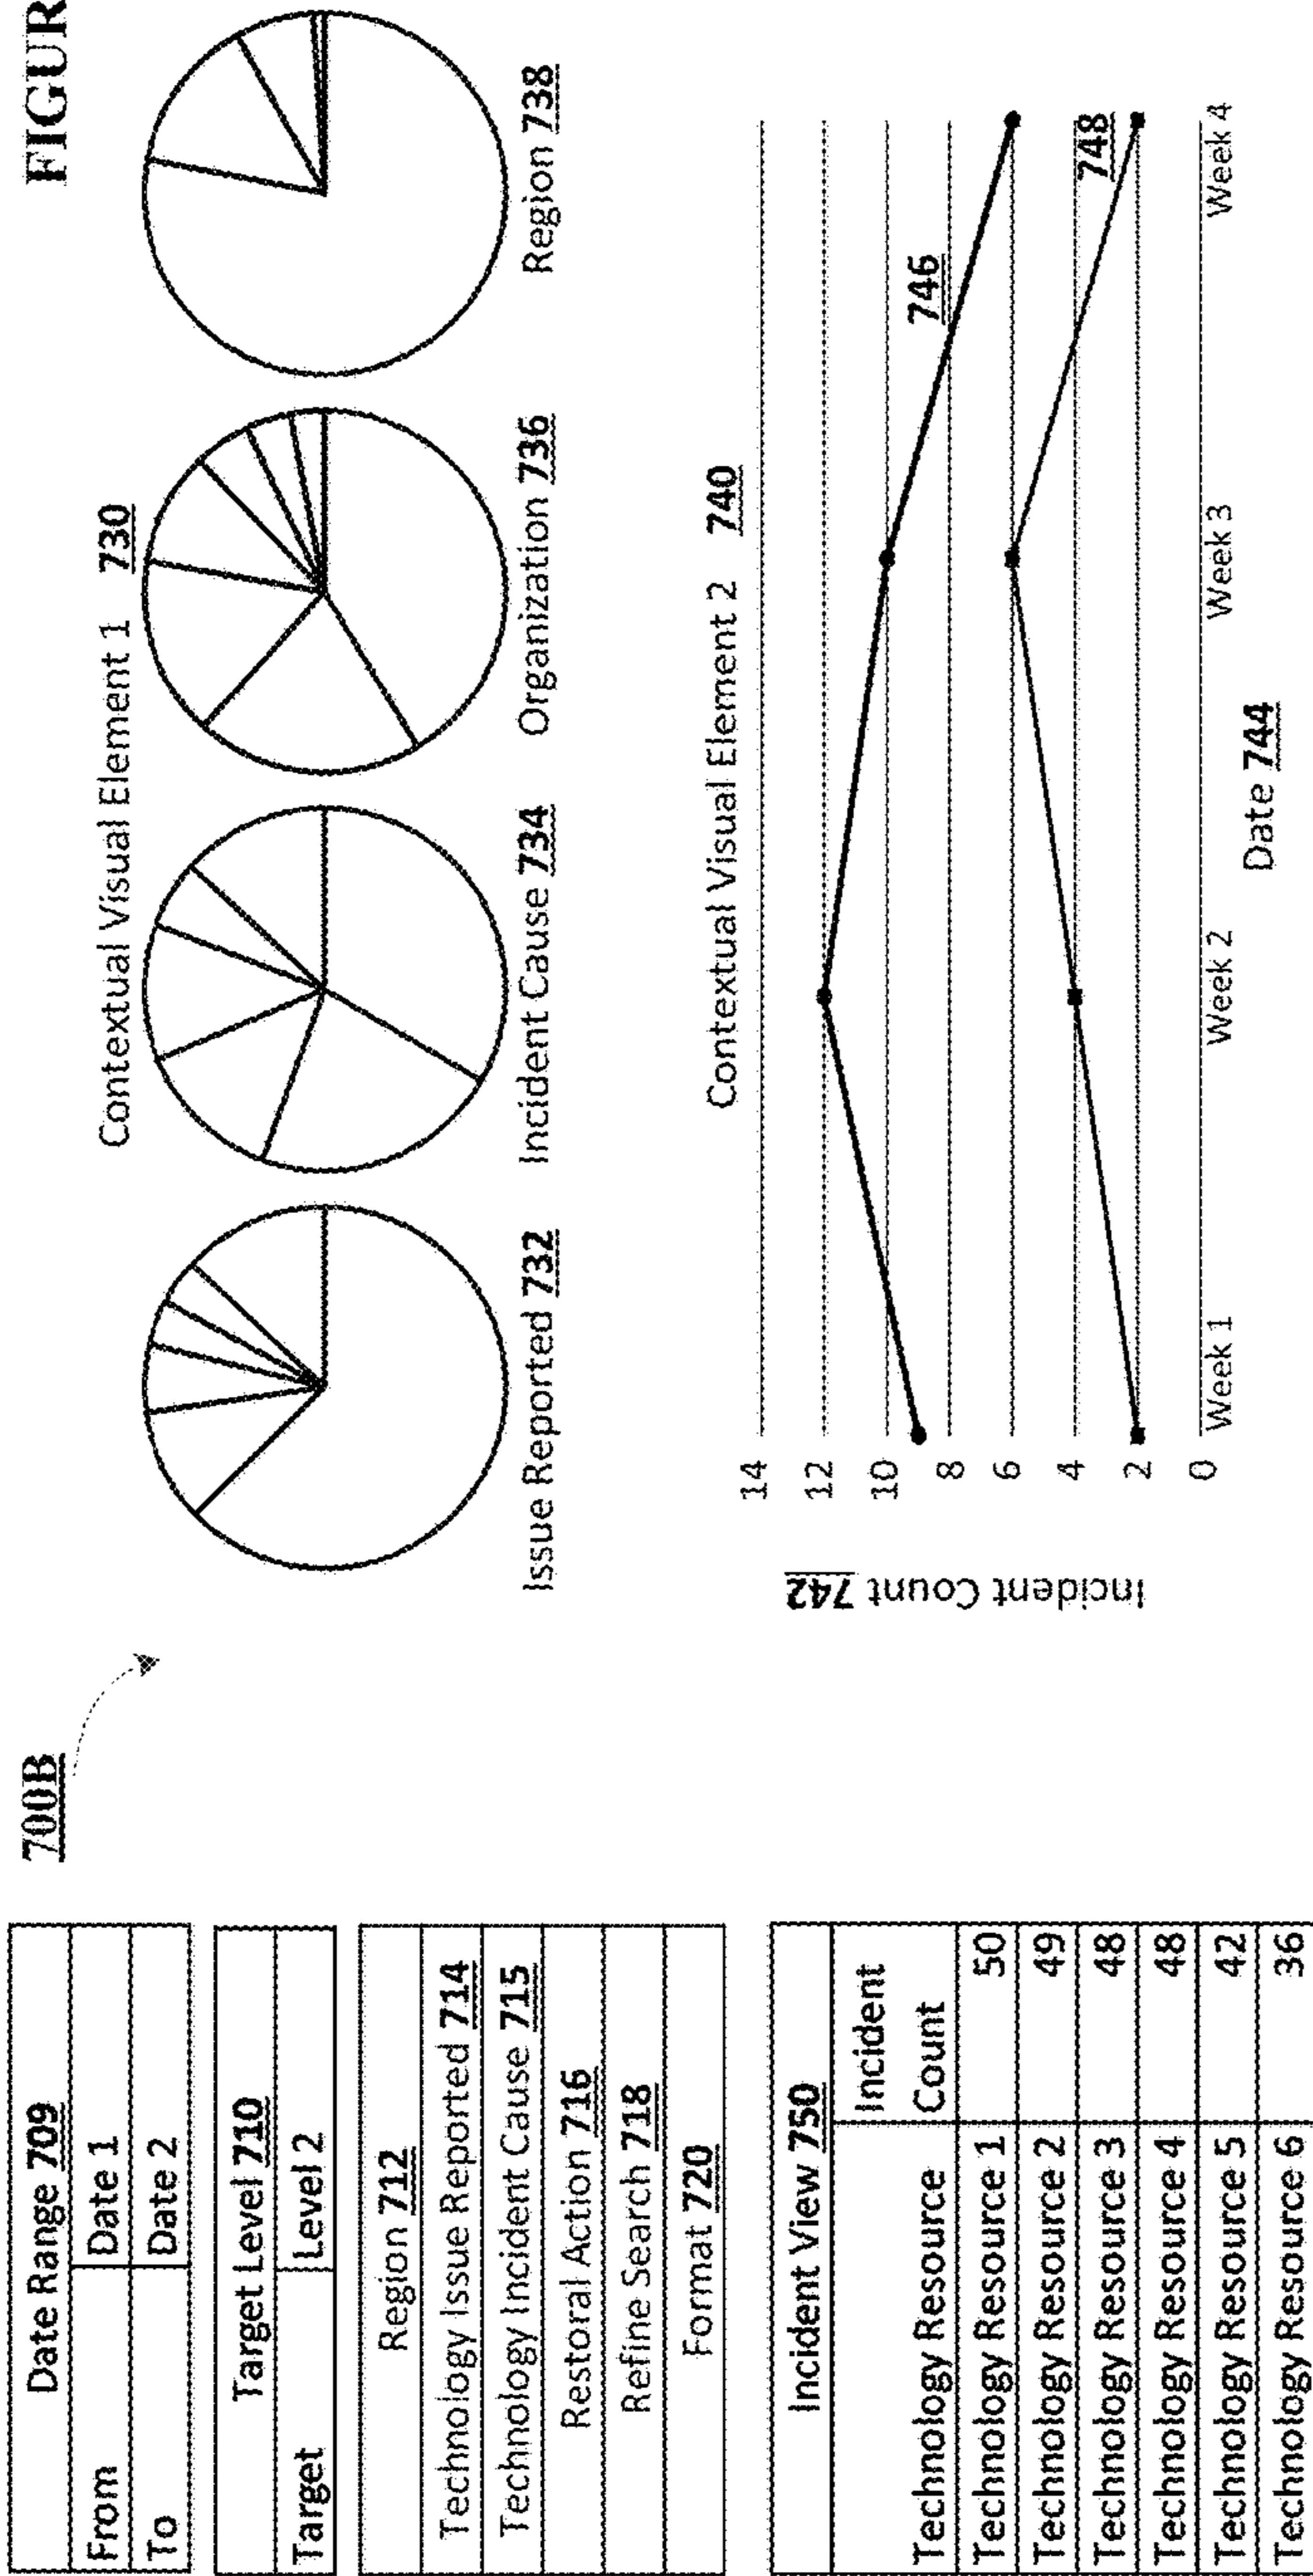 700B
FIGUR
Date Range 709
From Date 1
To Date 2
Target Level 710
Target Level 2
Region 712
Technology Issue Reported 714
Technology Incident Cause 715
Restoral Action 716
Refine Search 718
Format 720
Incident View 750
Technology Resource Incident Count
Technology Resource 1 50
Technology Resource 2 49
Technology Resource 3 48
Technology Resource 4 48
Technology Resource 5 42
Technology Resource 6 36
Contextual Visual Element 1 730
Issue Reported 732
Incident Cause 734
Organization 736
Region 738
Contextual Visual Element 2 740
Incident Count 742
14
12
10
8
6
4
2
0
746
748
Week 1
Week 2
Week 3
Week 4
Date 744